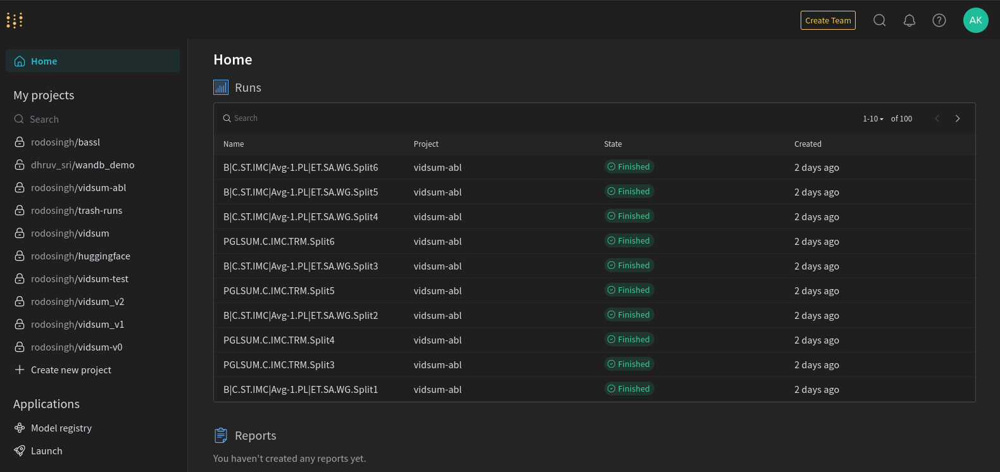 Create Team
AK
Home
My projects
Search
rodosingh/bassl
dhruv_sri/wandb_demo
rodosingh/vidsum-abl
rodosingh/trash-runs
rodosingh/vidsum
rodosingh/huggingface
rodosingh/vidsum-test
rodosingh/vidsum_v2
rodosingh/vidsum_v1
rodosingh/vidsum-v0
Create new project
Applications
Model registry
Launch
Home
Runs
Search 1-10 of 100
Name Project State Created
B|C.ST.IMC|Avg-1.PL|ET.SA.WG.Split6 vidsum-abl Finished 2 days ago
B|C.ST.IMC|Avg-1.PL|ET.SA.WG.Split5 vidsum-abl Finished 2 days ago
B|C.ST.IMC|Avg-1.PL|ET.SA.WG.Split4 vidsum-abl Finished 2 days ago
PGLSUM.C.IMC.TRM.Split6 vidsum-abl Finished 2 days ago
B|C.ST.IMC|Avg-1.PL|ET.SA.WG.Split3 vidsum-abl Finished 2 days ago
PGLSUM.C.IMC.TRM.Split5 vidsum-abl Finished 2 days ago
B|C.ST.IMC|Avg-1.PL|ET.SA.WG.Split2 vidsum-abl Finished 2 days ago
PGLSUM.C.IMC.TRM.Split4 vidsum-abl Finished 2 days ago
PGLSUM.C.IMC.TRM.Split3 vidsum-abl Finished 2 days ago
B|C.ST.IMC|Avg-1.PL|ET.SA.WG.Split1 vidsum-abl Finished 2 days ago
Reports
You haven't created any reports yet.